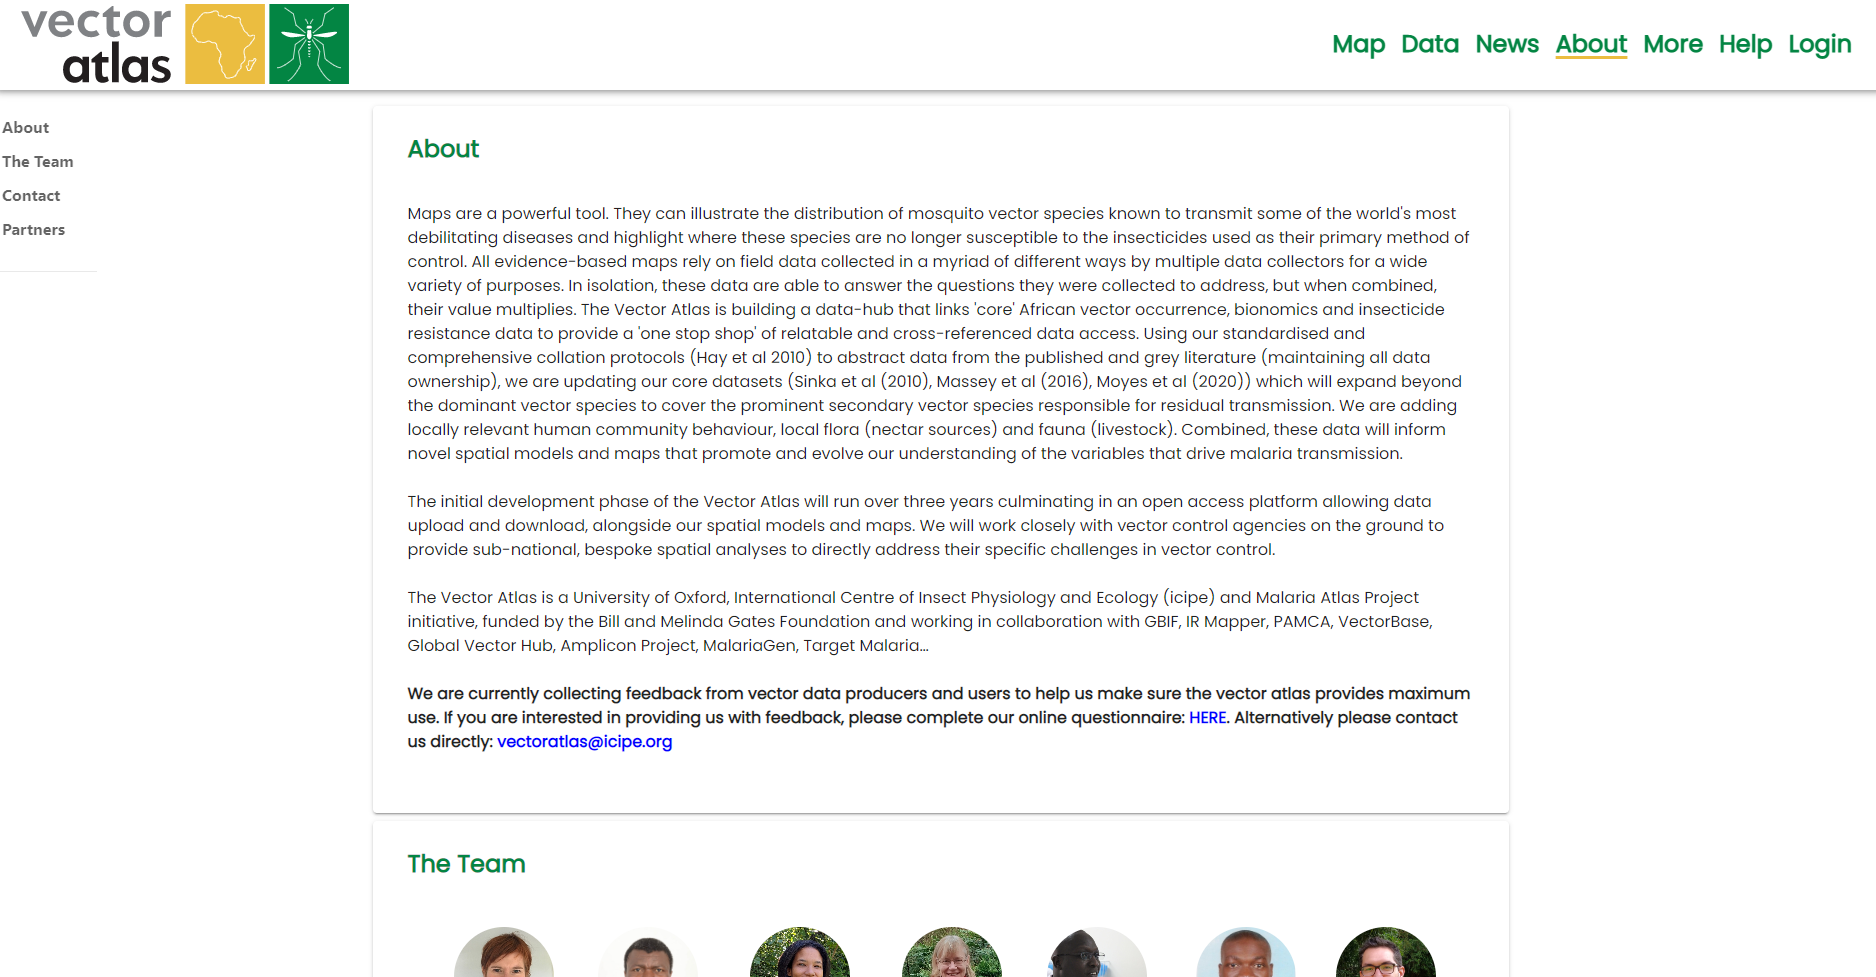 vector
atlas
Map Data News About More Help Login
About
The Team
Contact
Partners
About
Maps are a powerful tool. They can illustrate the distribution of mosquito vector species known to transmit some of the world's most
debilitating diseases and highlight where these species are no longer susceptible to the insecticides used as their primary method of
control. All evidence-based maps rely on field data collected in a myriad of different ways by multiple data collectors for a wide
variety of purposes. In isolation, these data are able to answer the questions they were collected to address, but when combined,
their value multiplies. The Vector Atlas is building a data-hub that links 'core' African vector occurrence, bionomics and insecticide
resistance data to provide a 'one stop shop' of relatable and cross-referenced data access. Using our standardised and
comprehensive collation protocols (Hay et al 2010) to abstract data from the published and grey literature (maintaining all data
ownership), we are updating our core datasets (Sinka et al (2010), Massey et al (2016), Moyes et al (2020)) which will expand beyond
the dominant vector species to cover the prominent secondary vector species responsible for residual transmission. We are adding
locally relevant human community behaviour, local flora (nectar sources) and fauna (livestock). Combined, these data will inform
novel spatial models and maps that promote and evolve our understanding of the variables that drive malaria transmission.
The initial development phase of the Vector Atlas will run over three years culminating in an open access platform allowing data
upload and download, alongside our spatial models and maps. We will work closely with vector control agencies on the ground to
provide sub-national, bespoke spatial analyses to directly address their specific challenges in vector control.
The Vector Atlas is a University of Oxford, International Centre of Insect Physiology and Ecology (icipe) and Malaria Atlas Project
initiative, funded by the Bill and Melinda Gates Foundation and working in collaboration with GBIF, IR Mapper, PAMCA, VectorBase,
Global Vector Hub, Amplicon Project, MalariaGen, Target Malaria...
We are currently collecting feedback from vector data producers and users to help us make sure the vector atlas provides maximum
use. If you are interested in providing us with feedback, please complete our online questionnaire: HERE. Alternatively please contact
us directly: vectoratlas@icipe.org
The Team